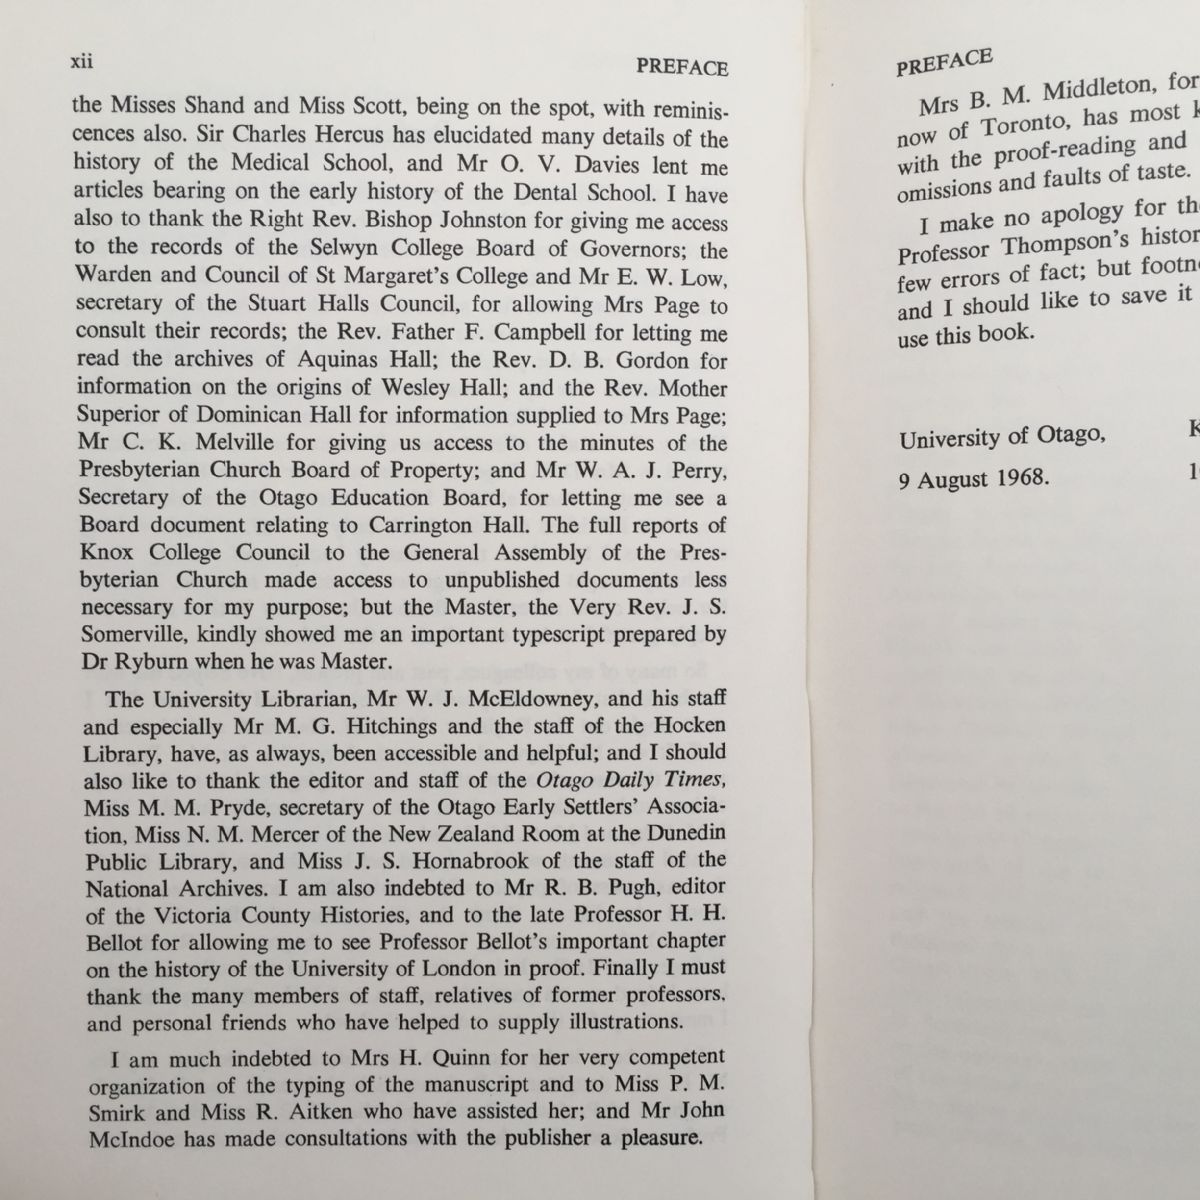 xii
PREFACE
the Misses Shand and Miss Scott, being on the spot, with reminis-
cences also. Sir Charles Hercus has elucidated many details of the
history of the Medical School, and Mr O. V. Davies lent me
articles bearing on the early history of the Dental School. I have
also to thank the Right Rev. Bishop Johnston for giving me access
to the records of the Selwyn College Board of Governors; the
Warden and Council of St Margaret's College and Mr E. W. Low,
secretary of the Stuart Halls Council, for allowing Mrs Page to
consult their records; the Rev. Father F. Campbell for letting me
read the archives of Aquinas Hall; the Rev. D. B. Gordon for
information on the origins of Wesley Hall; and the Rev. Mother
Superior of Dominican Hall for information supplied to Mrs Page;
Mr C. K. Melville for giving us access to the minutes of the
Presbyterian Church Board of Property; and Mr W. A. J. Perry,
Secretary of the Otago Education Board, for letting me see a
Board document relating to Carrington Hall. The full reports of
Knox College Council to the General Assembly of the Pres-
byterian Church made access to unpublished documents less
necessary for my purpose; but the Master, the Very Rev. J. S.
Somerville, kindly showed me an important typescript prepared by
Dr Ryburn when he was Master.
The University Librarian, Mr W. J. McEldowney, and his staff
and especially Mr M. G. Hitchings and the staff of the Hocken
Library, have, as always, been accessible and helpful; and I should
also like to thank the editor and staff of the Otago Daily Times,
Miss M. M. Pryde, secretary of the Otago Early Settlers' Associa-
tion, Miss N. M. Mercer of the New Zealand Room at the Dunedin
Public Library, and Miss J. S. Hornabrook of the staff of the
National Archives. I am also indebted to Mr R. B. Pugh, editor
of the Victoria County Histories, and to the late Professor H. H.
Bellot for allowing me to see Professor Bellot's important chapter
on the history of the University of London in proof. Finally I must
thank the many members of staff, relatives of former professors,
and personal friends who have helped to supply illustrations.
I am much indebted to Mrs H. Quinn for her very competent
organization of the typing of the manuscript and to Miss P. M.
Smirk and Miss R. Aitken who have assisted her; and Mr John
McIndoe has made consultations with the publisher a pleasure.
PREFACE
Mrs B. M. Middleton, for
now of Toronto, has most
with the proof-reading and
omissions and faults of taste.
I make no apology for
Professor Thompson's
few errors of fact; but
and I should like to save it
use this book.
University of Otago,
9 August 1968.